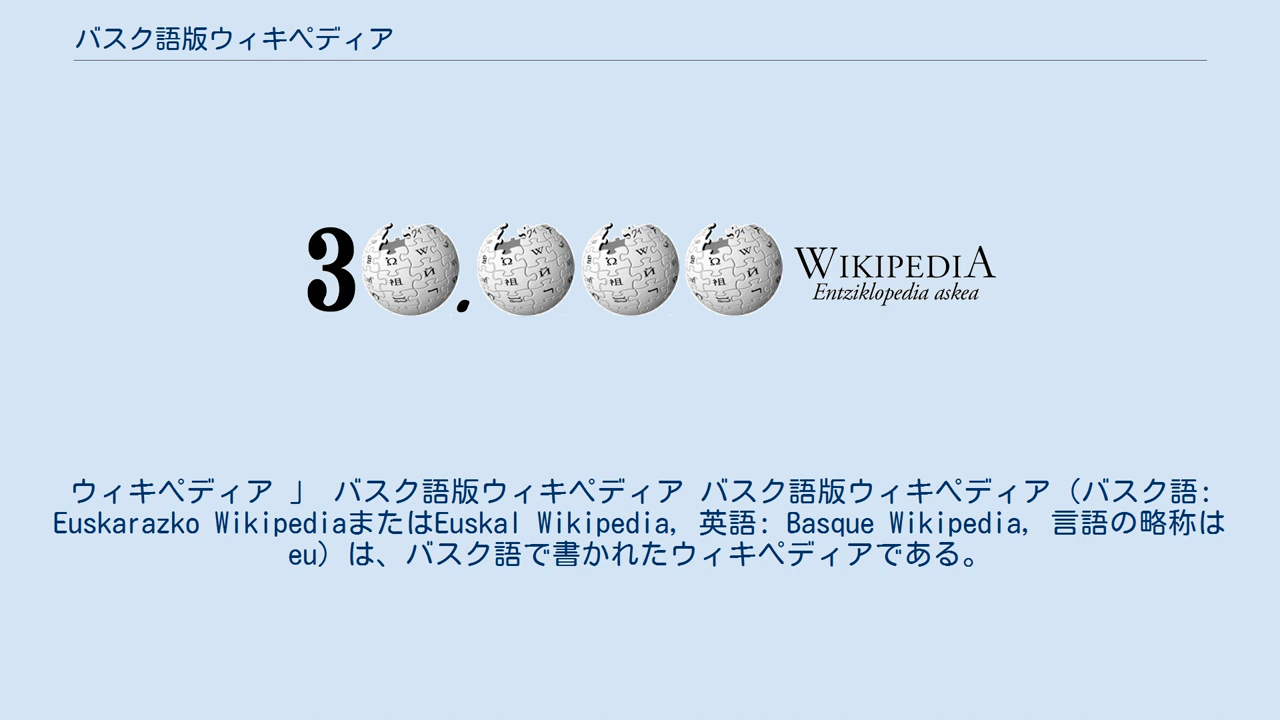 バスク語版ウィキペディア
3 . WIKIPEDIA
Entziklopedia askea
ウィキペディア 」 バスク語版ウィキペディア バスク語版ウィキペディア (バスク語:
Euskarazko WikipediaまたはEuskal Wikipedia, 英語: Basque Wikipedia, 言語の略称は
eu) は、バスク語で書かれたウィキペディアである。